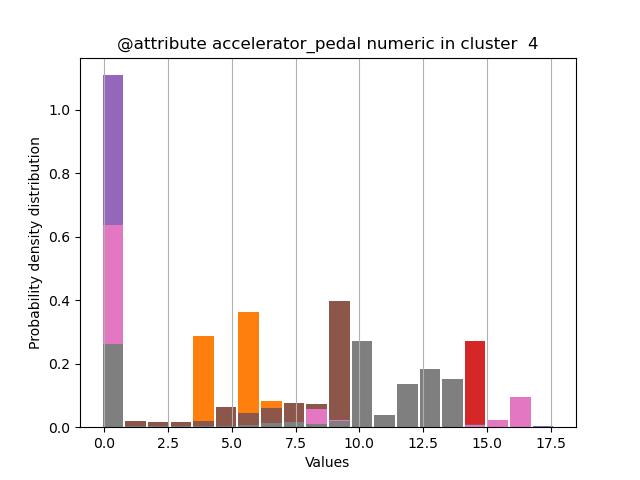 @attribute accelerator_pedal numeric in cluster  4
Probability density distribution
1.0
0.8
0.6
0.4
0.2
0.0
0.0 2.5 5.0 7.5 10.0 12.5 15.0 17.5
Values